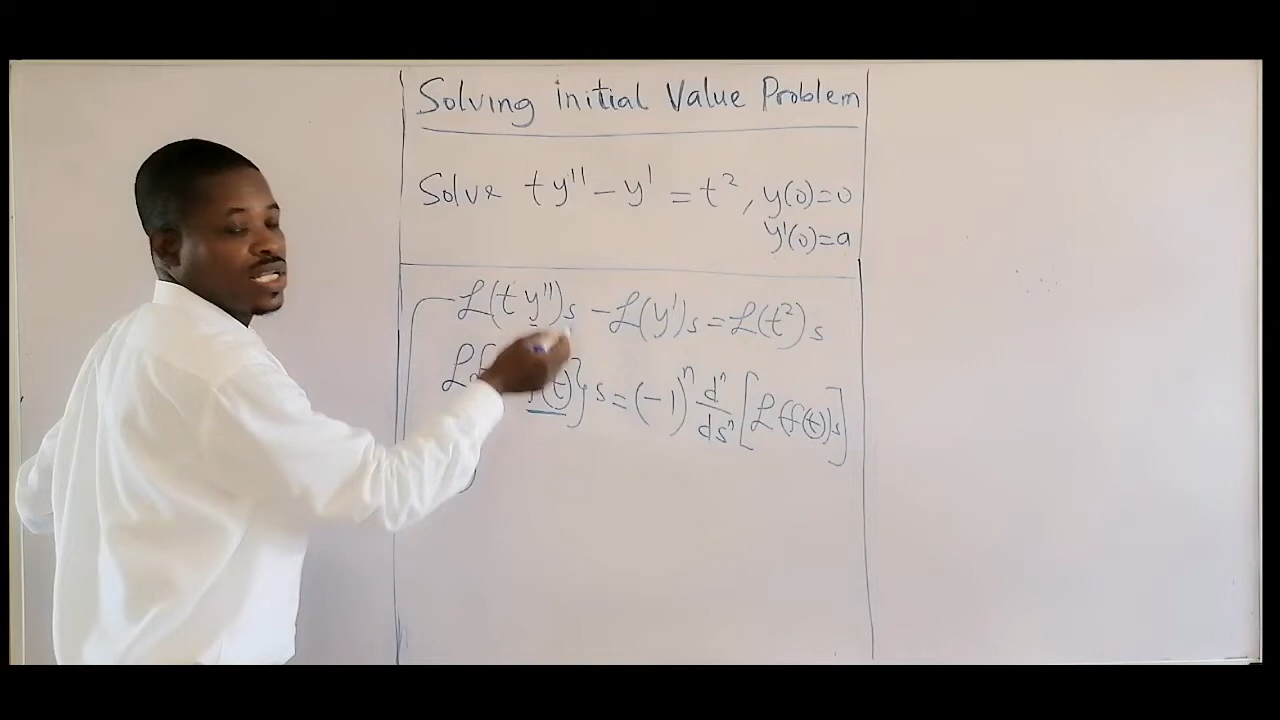 Solving initial Value Problem
Solve ty'' - y' = t², y(0)=0
y'(0)=a
ℒ(ty'')s - ℒ(y')s = ℒ(t²)s
ℒ{ (t)}s = (-1)ⁿ dⁿ/dsⁿ [ℒ(f(t))s]